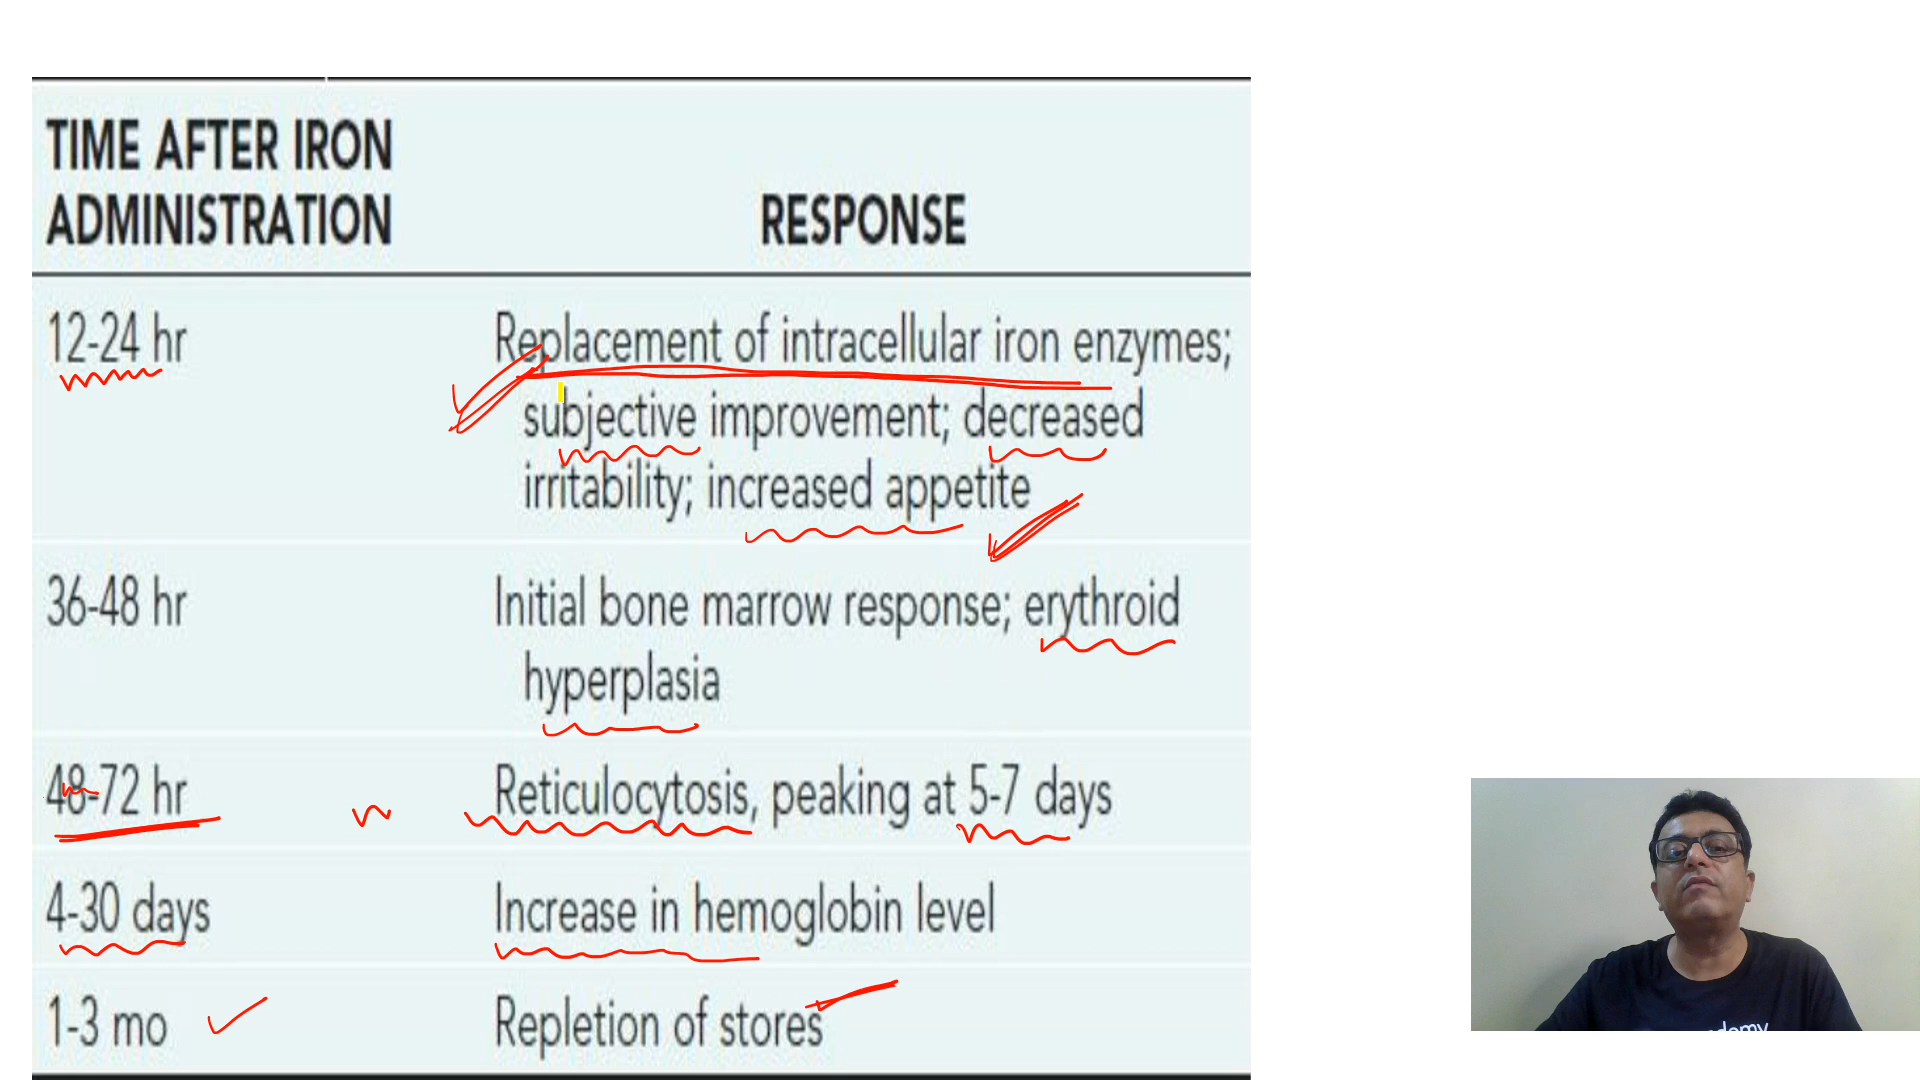 TIME AFTER IRON
ADMINISTRATION
RESPONSE
12-24 hr
Replacement of intracellular iron enzymes;
subjective improvement; decreased
irritability; increased appetite
36-48 hr
Initial bone marrow response; erythroid
hyperplasia
48-72 hr
Reticulocytosis, peaking at 5-7 days
4-30 days
Increase in hemoglobin level
1-3 mo
Repletion of stores